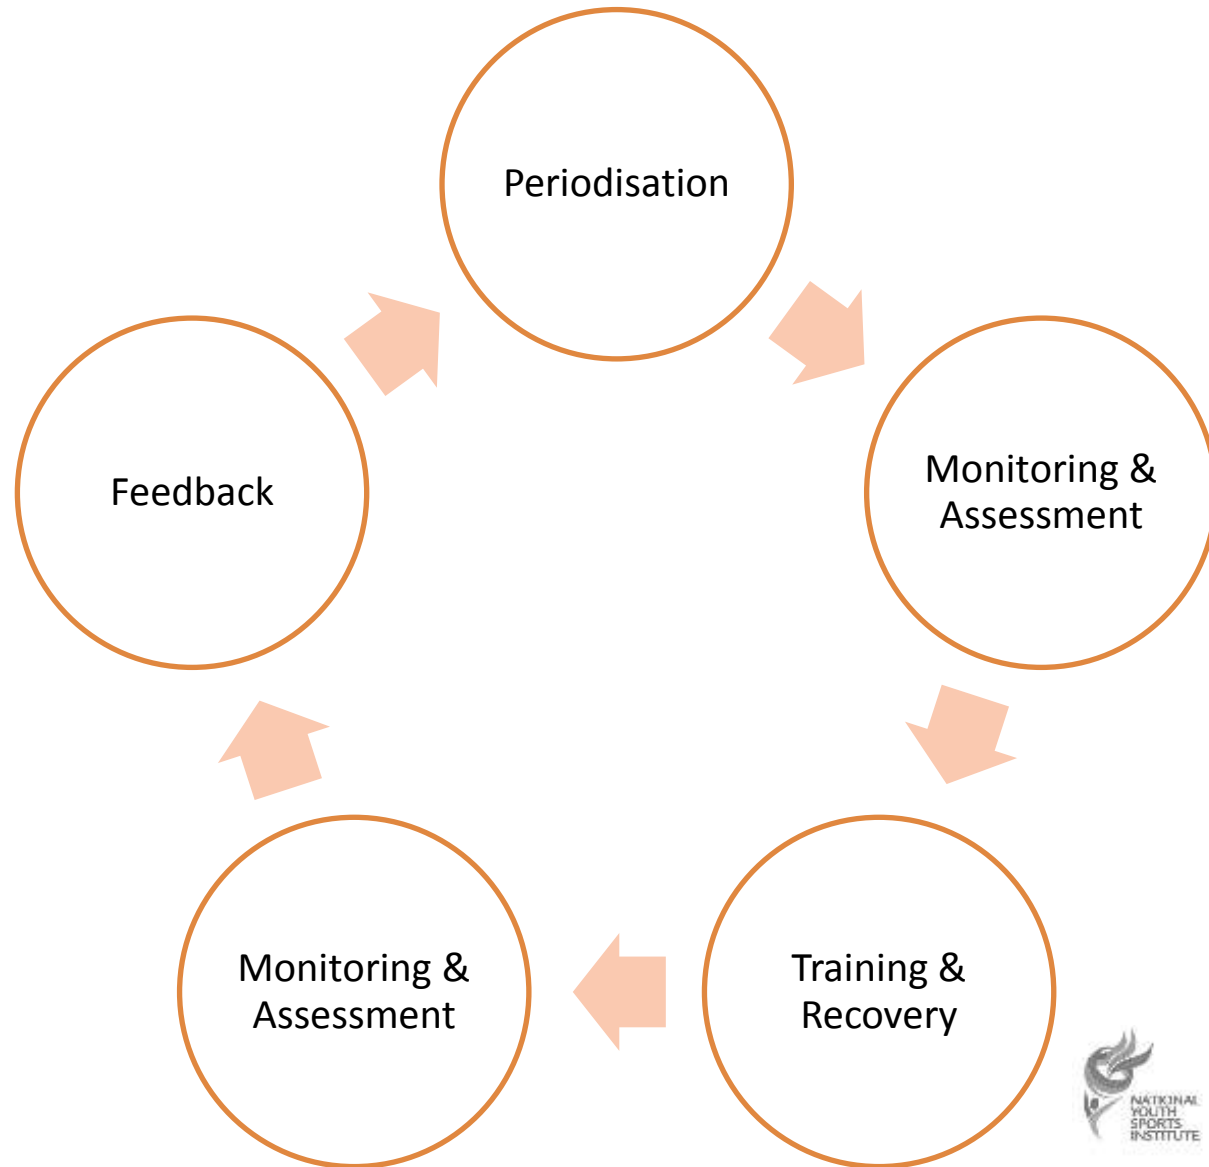 Periodisation
Monitoring &
Assessment
Training &
Recovery
Monitoring &
Assessment
Feedback
NATIONAL
YOUTH
SPORTS
INSTITUTE